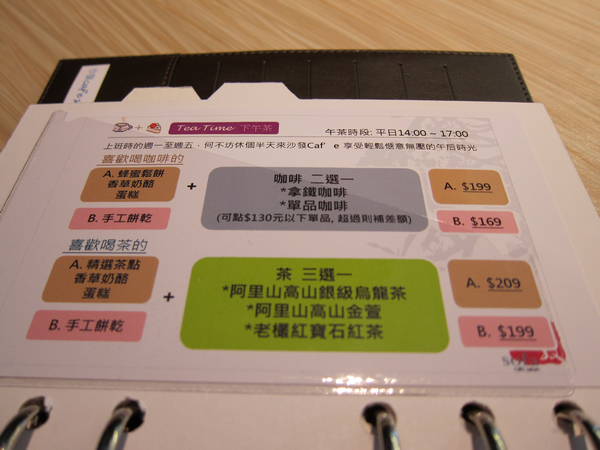 Tea Time 下午茶
午茶時段: 平日14:00 ~ 17:00
上班時的週一至週五，何不坊休個半天來沙發Caf' e 享受輕鬆愜意無壓的午后時光
喜歡喝咖啡的
A. 蜂蜜鬆餅
香草奶酪
蛋糕
B. 手工餅乾
+
咖啡 二選一
*拿鐵咖啡
*單品咖啡
(可點$130元以下單品, 超過則補差額)
A. $199
B. $169
喜歡喝茶的
A. 精選茶點
香草奶酪
蛋糕
B. 手工餅乾
+
茶 三選一
*阿里山高山銀級烏龍茶
*阿里山高山金萱
*老欉紅寶石紅茶
A. $209
B. $199